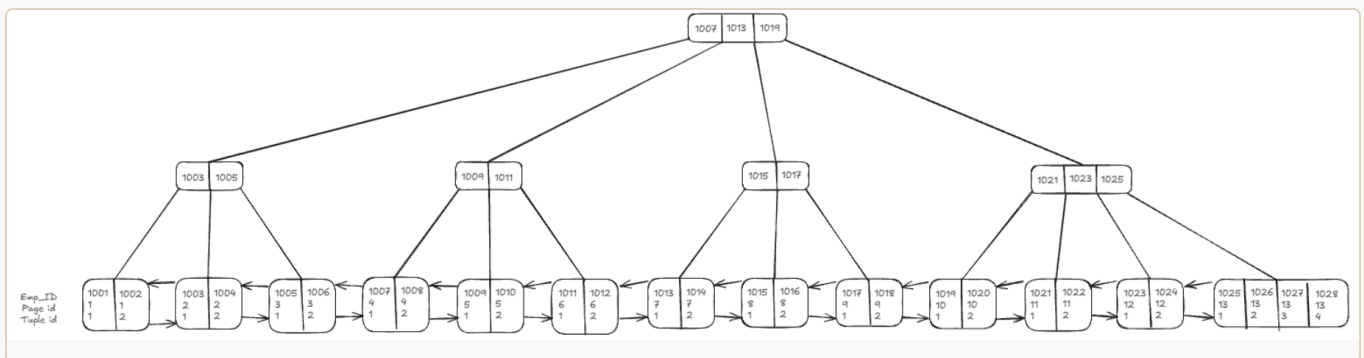 1007 1013 1019
1003 1005
1009 1011
1015 1017
1021 1023 1025
Emp_ID 1001 1002 1003 1004 1005 1006 1007 1008 1009 1010 1011 1012 1013 1014 1015 1016 1017 1018 1019 1020 1021 1022 1023 1024 1025 1026 1027 1028
Page id 1 1 2 2 3 3 4 4 5 5 6 6 7 7 8 8 9 9 10 10 11 11 12 12 13 13 13 13
Tuple id 1 2 1 2 1 2 1 2 1 2 1 2 1 2 1 2 1 2 1 2 1 2 1 2 1 2 3 4